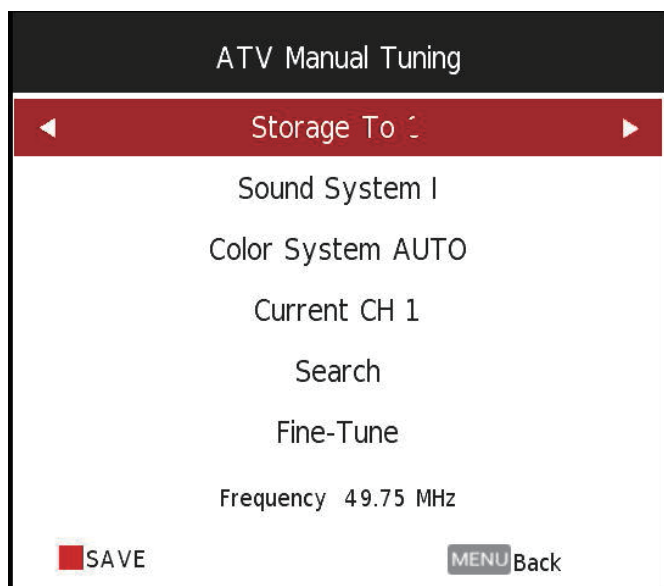 ATV Manual Tuning
Storage To
Sound System I
Color System AUTO
Current CH 1
Search
Fine-Tune
Frequency 49.75 MHz
SAVE
MENU Back